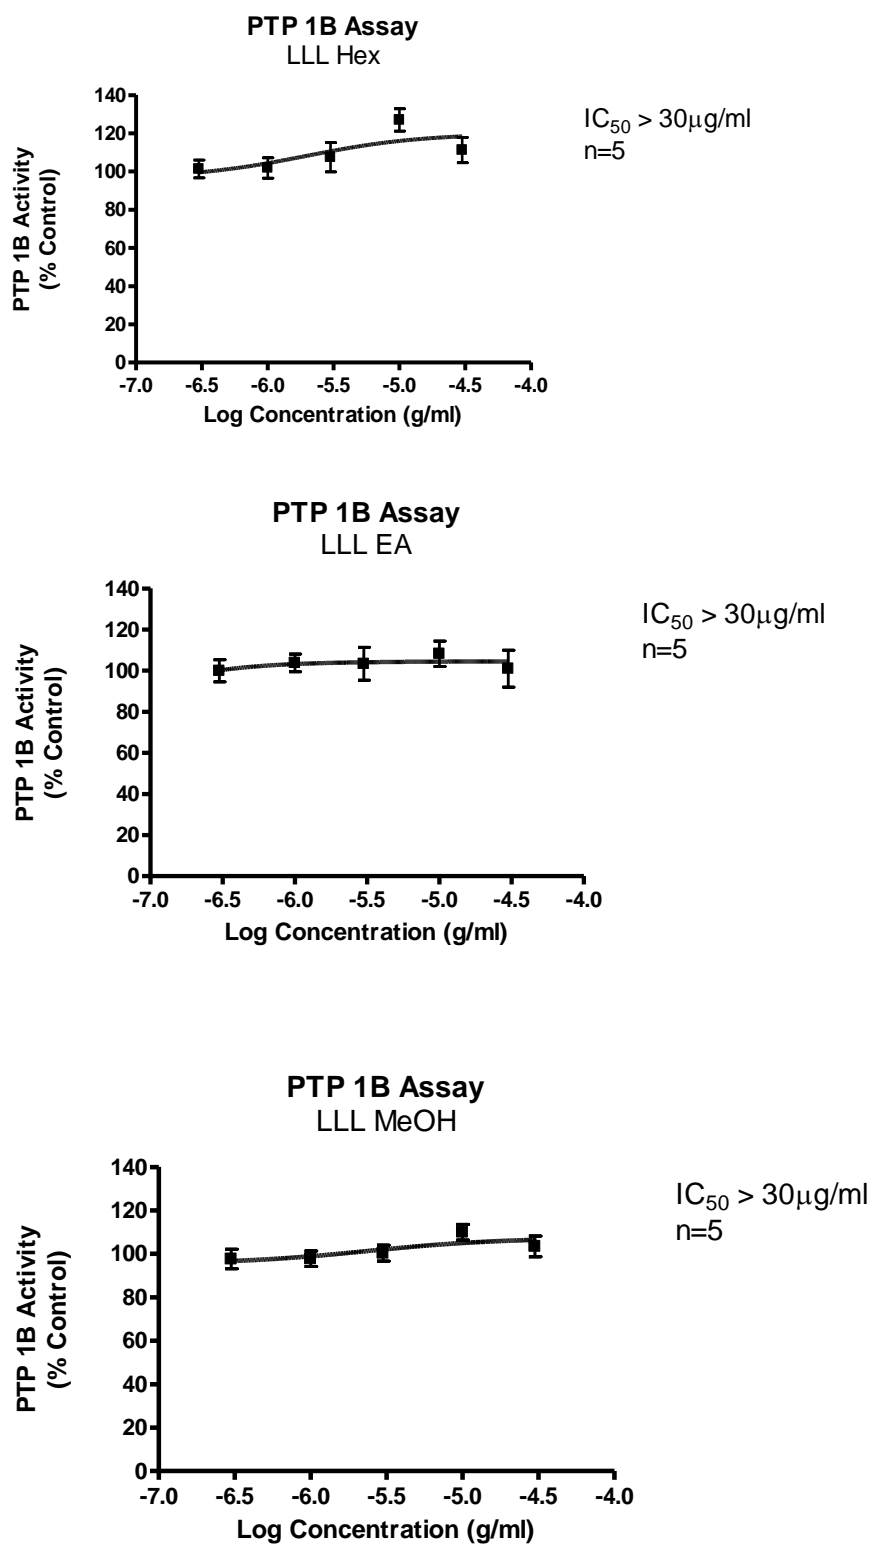 PTP 1B Assay
LLL Hex
IC50 > 30μg/ml
n=5
PTP 1B Activity
(% Control)
140
120
100
80
60
40
20
0
-7.0 -6.5 -6.0 -5.5 -5.0 -4.5 -4.0
Log Concentration (g/ml)
PTP 1B Assay
LLL EA
IC50 > 30μg/ml
n=5
PTP 1B Activity
(% Control)
140
120
100
80
60
40
20
0
-7.0 -6.5 -6.0 -5.5 -5.0 -4.5 -4.0
Log Concentration (g/ml)
PTP 1B Assay
LLL MeOH
IC50 > 30μg/ml
n=5
PTP 1B Activity
(% Control)
140
120
100
80
60
40
20
0
-7.0 -6.5 -6.0 -5.5 -5.0 -4.5 -4.0
Log Concentration (g/ml)